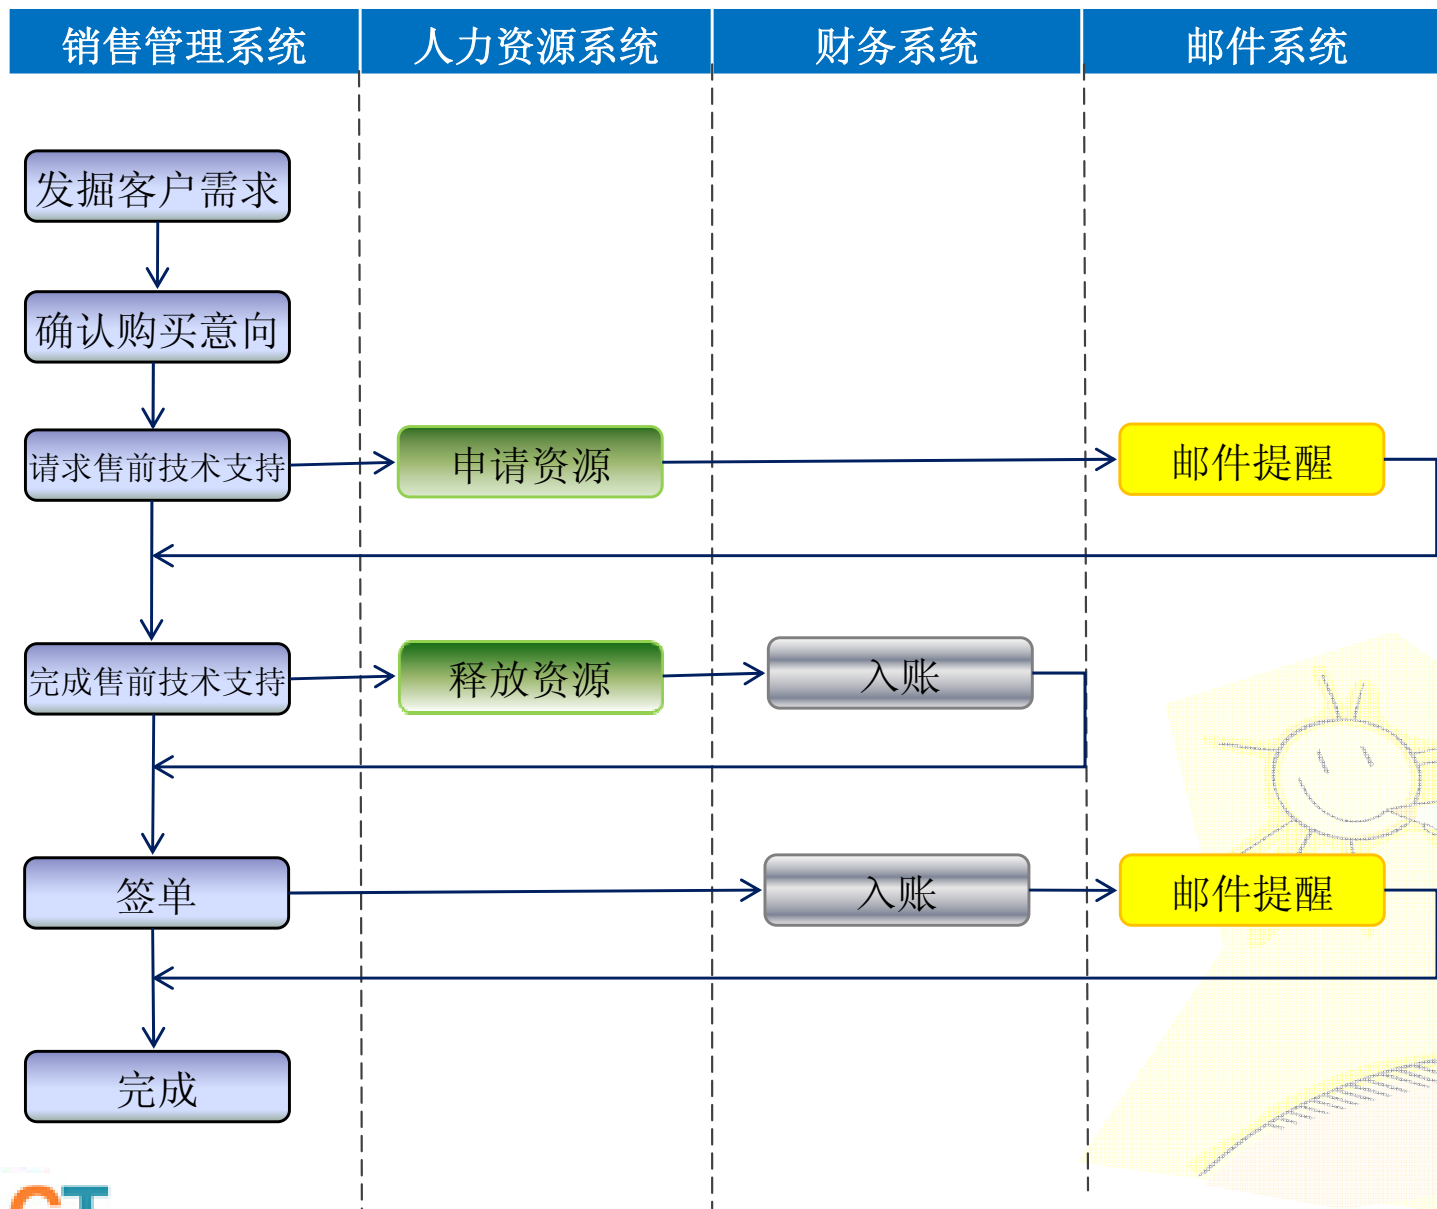 销售管理系统
人力资源系统
财务系统
邮件系统
发掘客户需求
确认购买意向
请求售前技术支持
申请资源
邮件提醒
完成售前技术支持
释放资源
入账
签单
入账
邮件提醒
完成